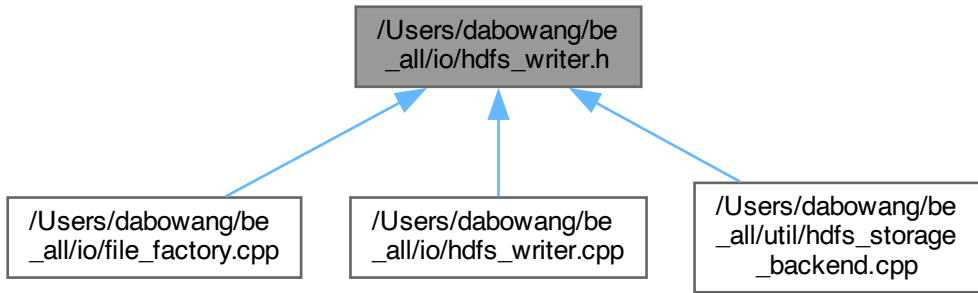 /Users/dabowang/be
_all/io/hdfs_writer.h
/Users/dabowang/be
_all/io/file_factory.cpp
/Users/dabowang/be
_all/io/hdfs_writer.cpp
/Users/dabowang/be
_all/util/hdfs_storage
_backend.cpp